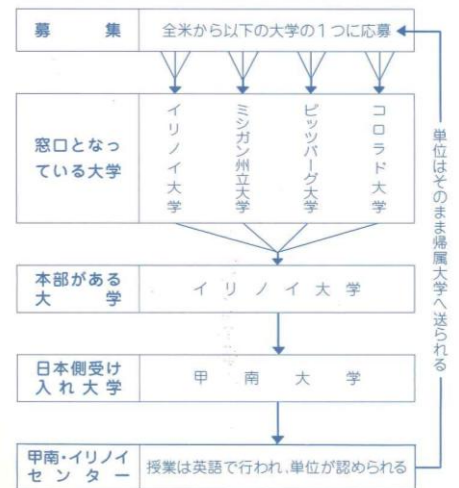 募　　集
全米から以下の大学の1つに応募
窓口となっ
ている大学
イリノイ大学
ミシガン州立大学
ピッツバーグ大学
コロラド大学
本部がある
大　　学
イリノイ大学
日本側受け
入れ大学
甲南大学
甲南・イリノイ
センター
授業は英語で行われ、単位が認められる
単位はそのまま帰属大学へ送られる